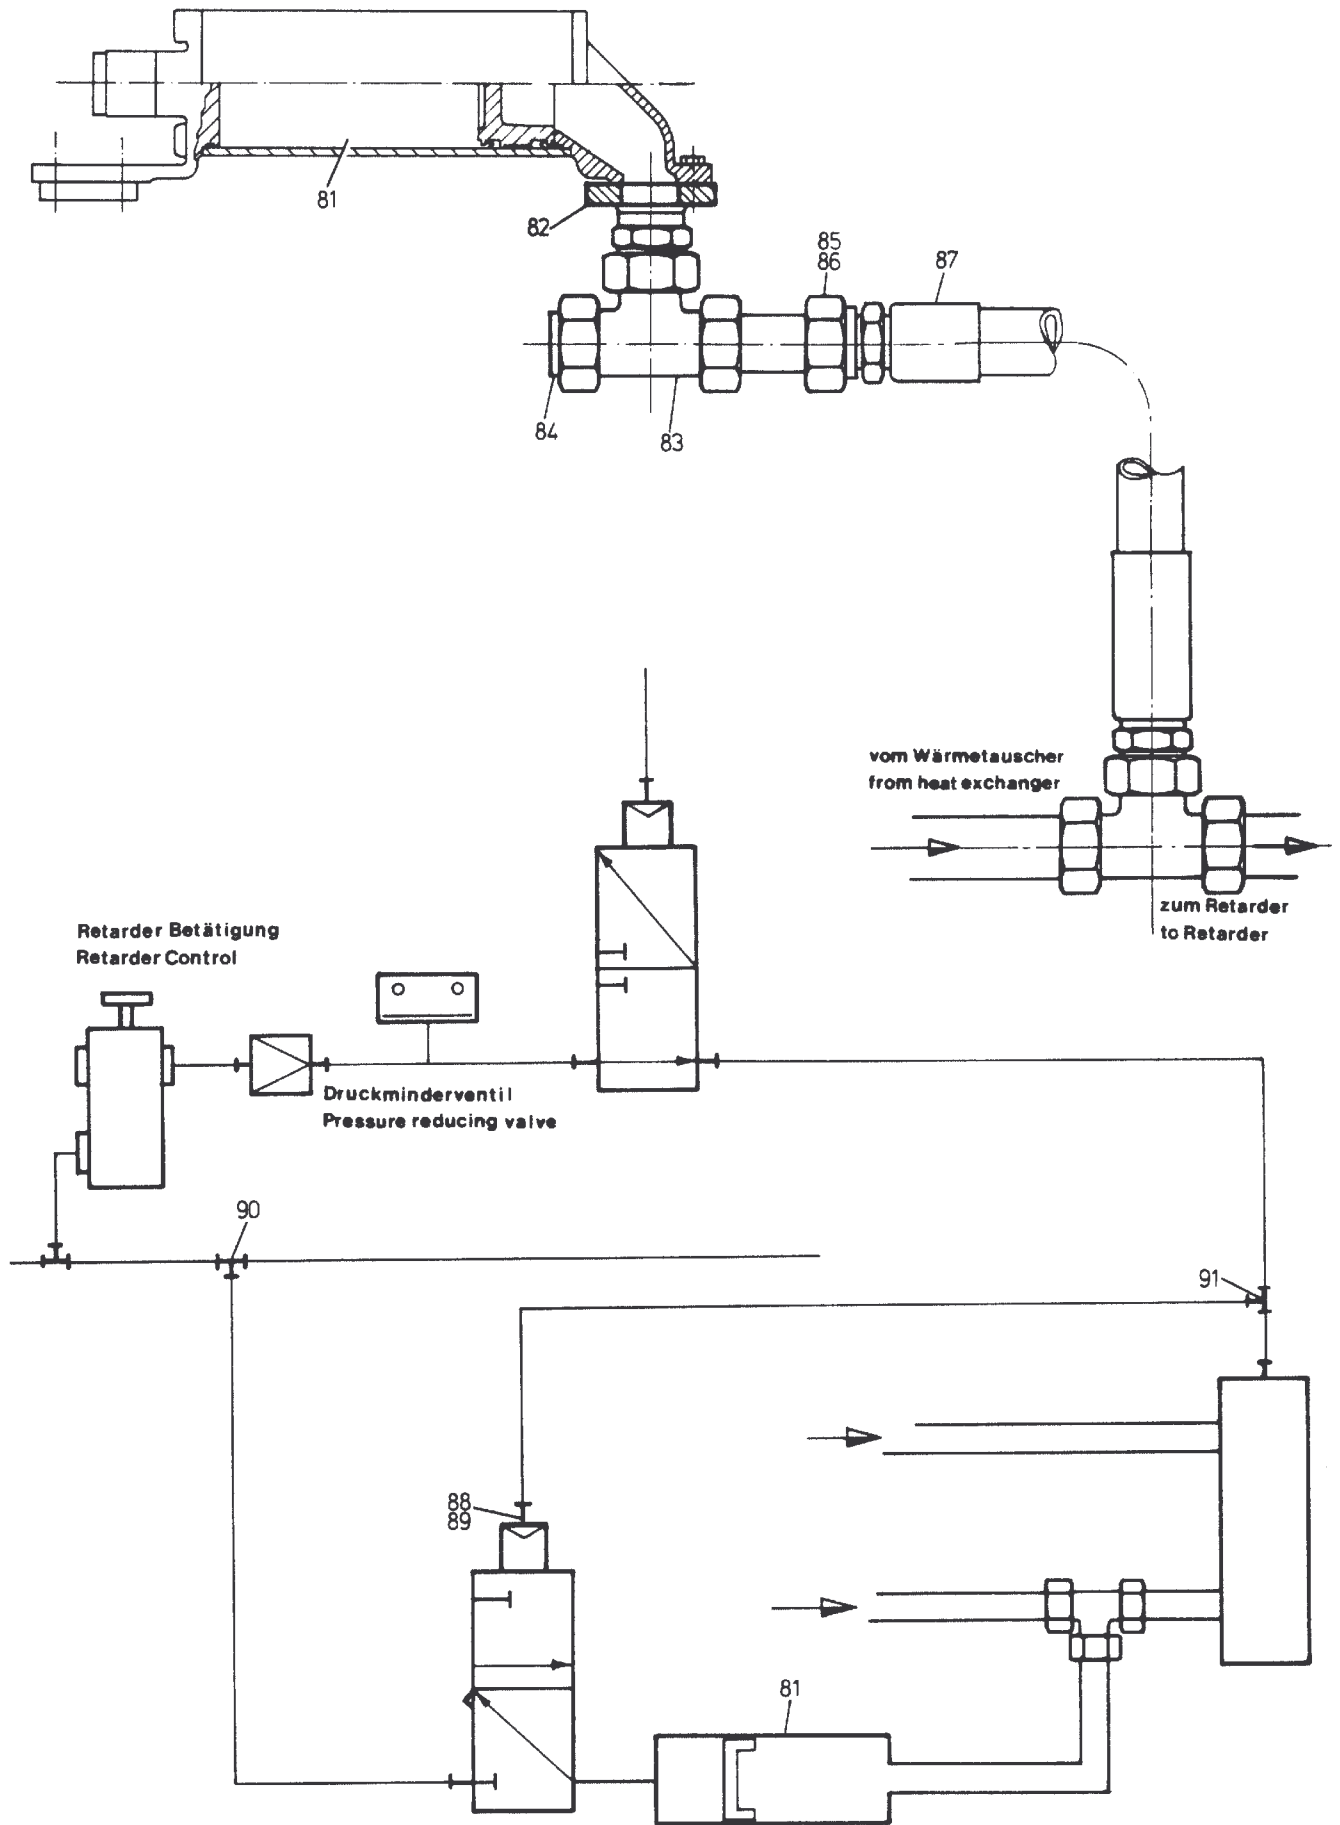 81
82
85
86
87
84
83
vom Wärmetauscher
from heat exchanger
zum Retarder
to Retarder
Retarder Betätigung
Retarder Control
Druckminderventil
Pressure reducing valve
90
91
88
89
81